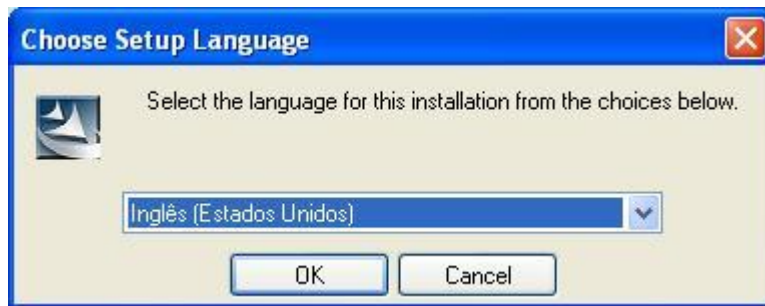 Choose Setup Language
Select the language for this installation from the choices below.
Inglês (Estados Unidos)
OK
Cancel